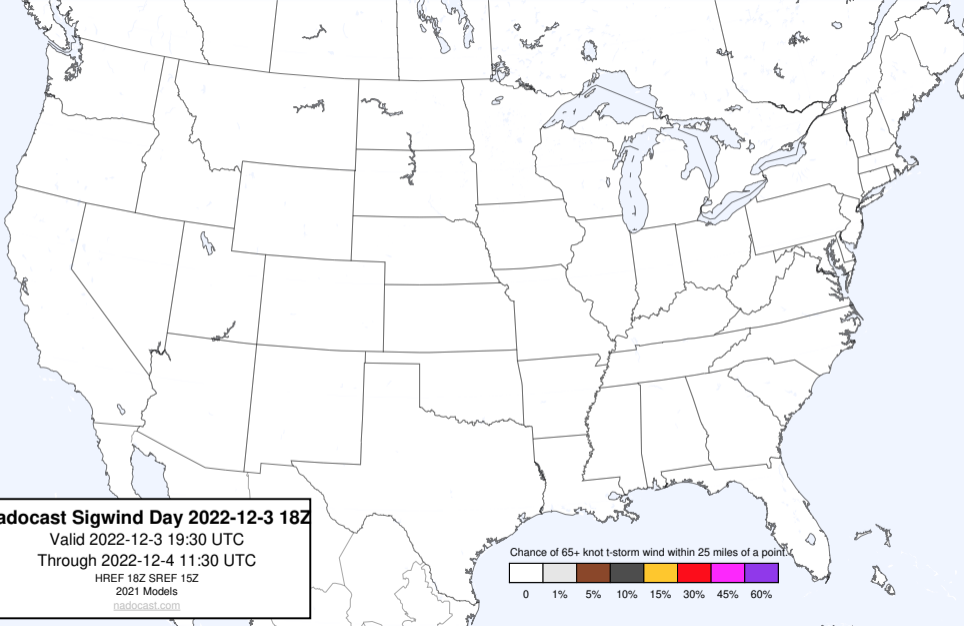 adocast Sigwind Day 2022-12-3 18Z
Valid 2022-12-3 19:30 UTC
Through 2022-12-4 11:30 UTC
HREF 18Z SREF 15Z
2021 Models
nadocast.com
Chance of 65+ knot t-storm wind within 25 miles of a point.
0 1% 5% 10% 15% 30% 45% 60%